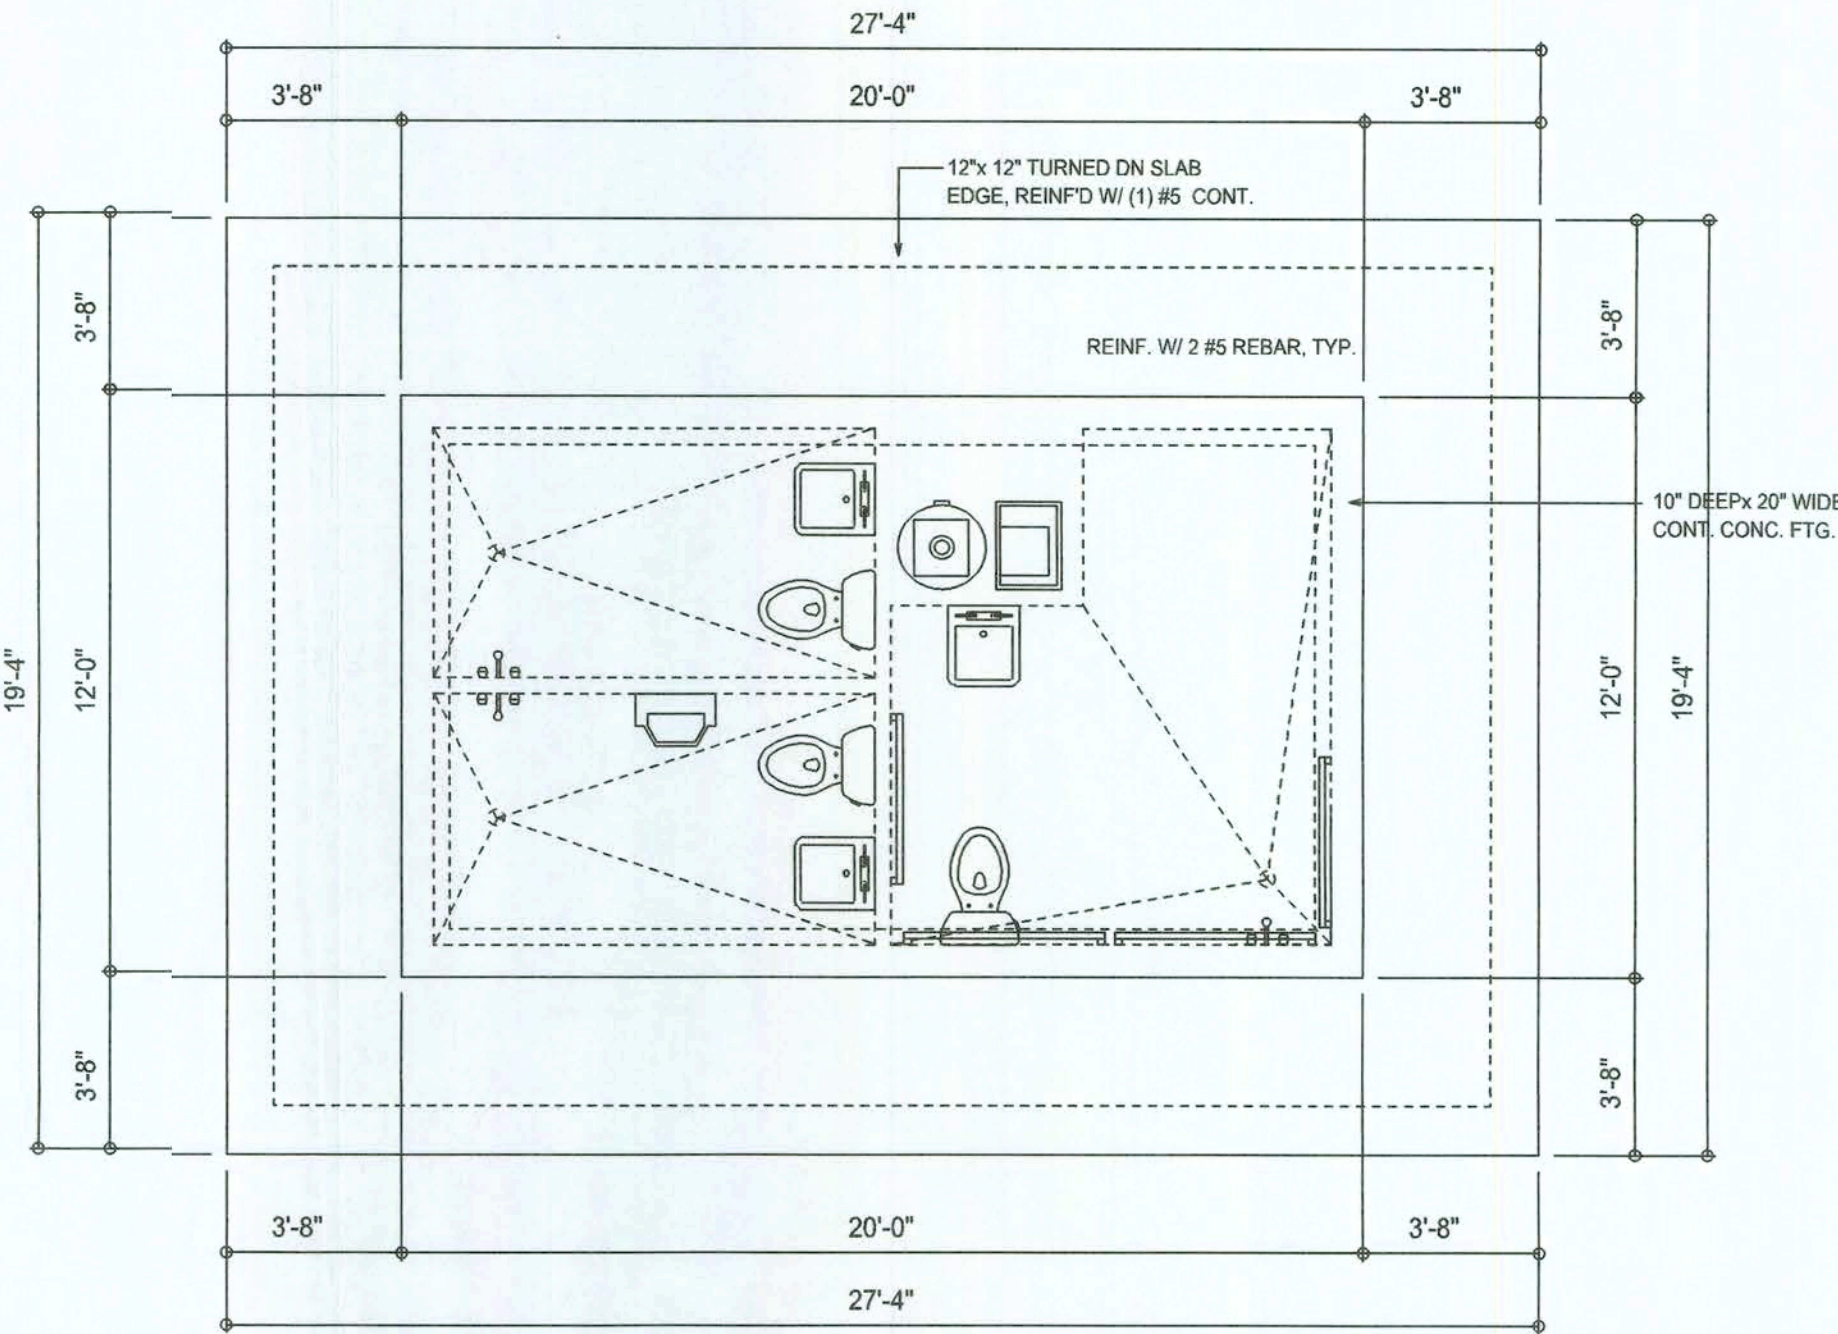 27'-4"
3'-8" 20'-0" 3'-8"
12"x 12" TURNED DN SLAB
EDGE, REINF'D W/ (1) #5 CONT.
3'-8"
3'-8"
REINF. W/ 2 #5 REBAR, TYP.
10" DEEPx 20" WIDE
CONT. CONC. FTG.
19'-4"
12'-0"
12'-0"
19'-4"
3'-8"
3'-8"
3'-8" 20'-0" 3'-8"
27'-4"